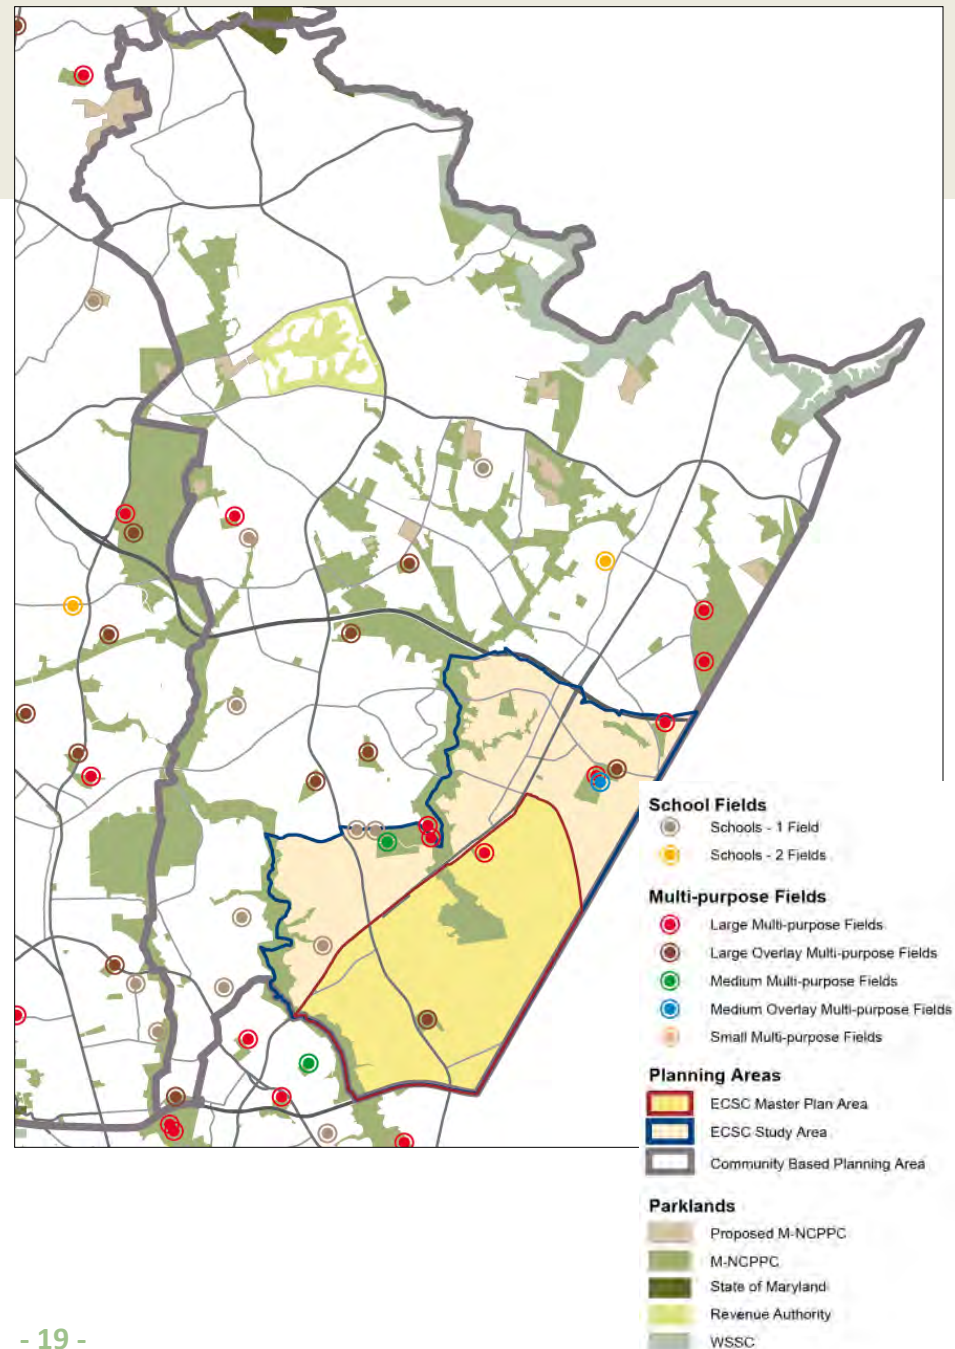 School Fields
Schools - 1 Field
Schools - 2 Fields
Multi-purpose Fields
Large Multi-purpose Fields
Large Overlay Multi-purpose Fields
Medium Multi-purpose Fields
Medium Overlay Multi-purpose Fields
Small Multi-purpose Fields
Planning Areas
ECSC Master Plan Area
ECSC Study Area
Community Based Planning Area
Parklands
Proposed M-NCPPC
M-NCPPC
State of Maryland
Revenue Authority
WSSC
- 19 -